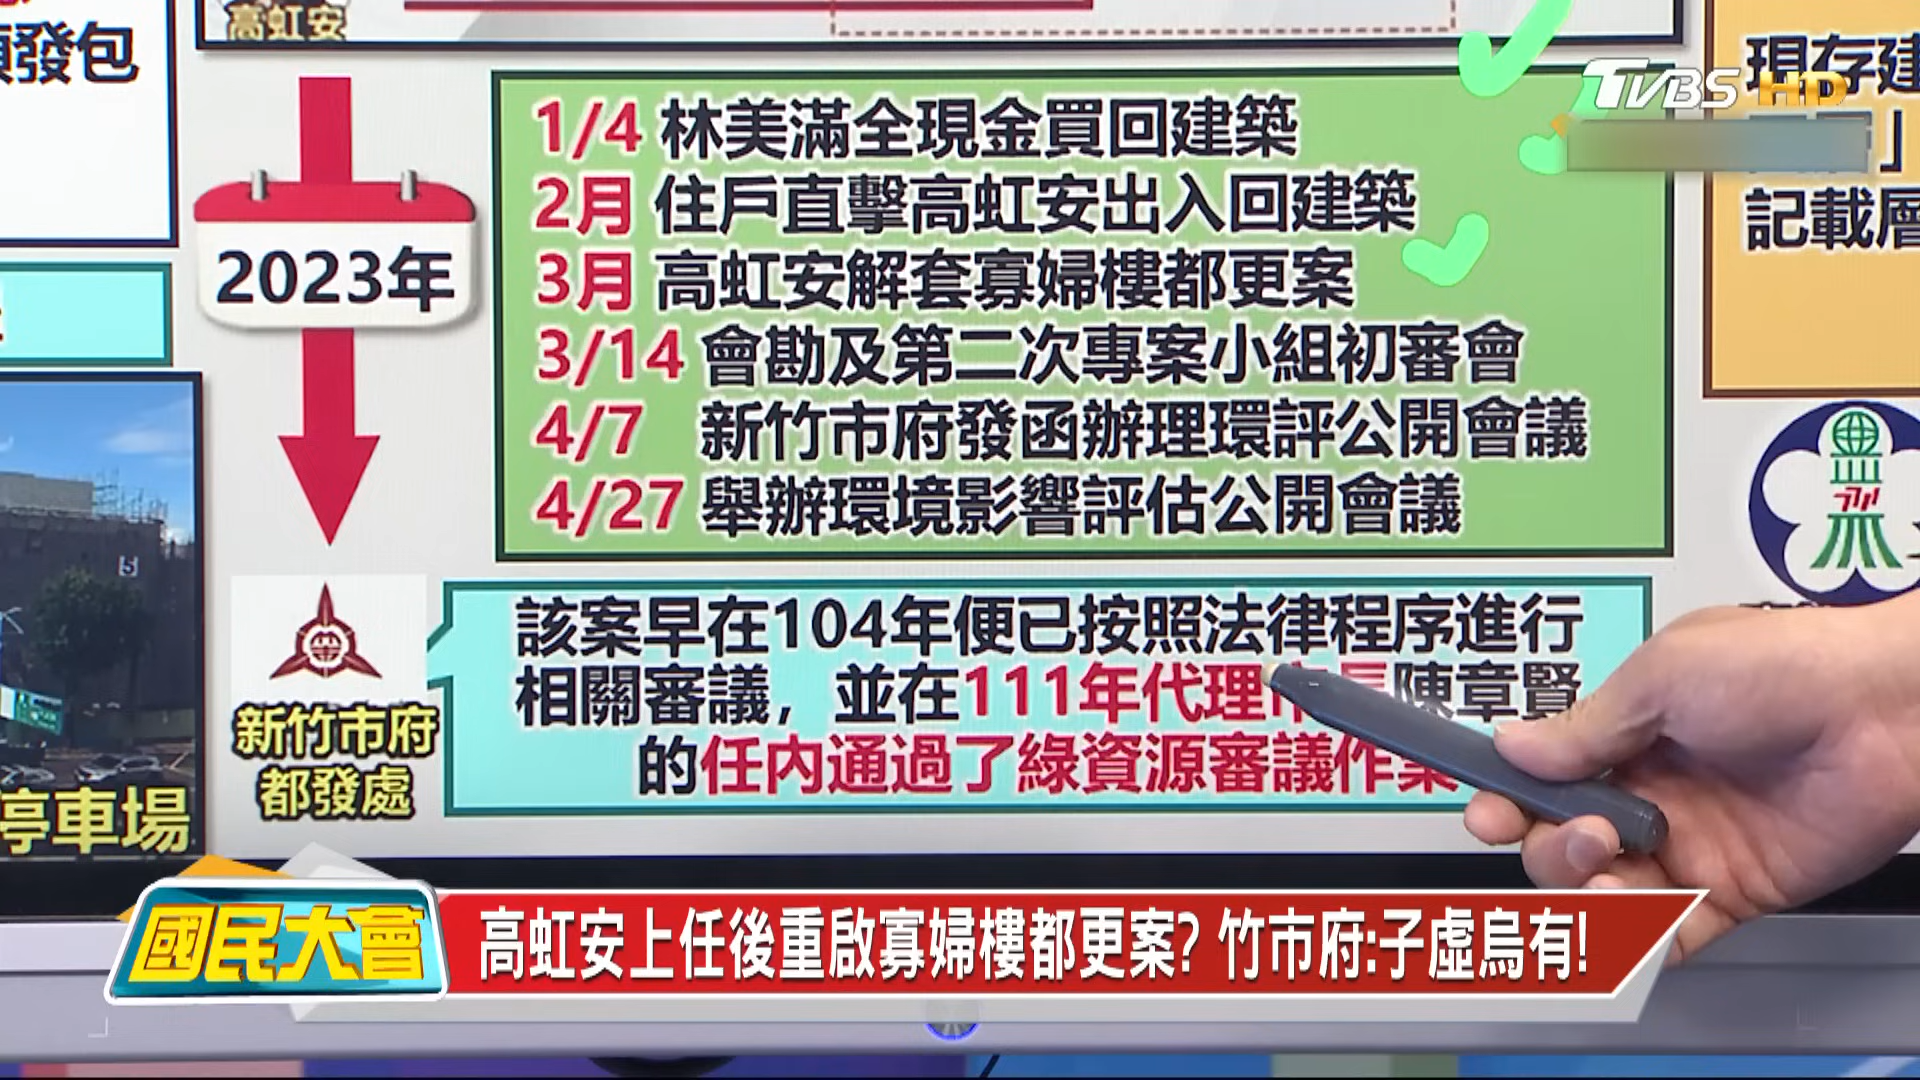 高虹安
發包
2023年
1/4 林美滿全現金買回建築
2月 住戶直擊高虹安出入回建築
3月 高虹安解套寡婦樓都更案
3/14 會勘及第二次專案小組初審會
4/7 新竹市府發函辦理環評公開會議
4/27 舉辦環境影響評估公開會議
TVBS HD
現存建
」
記載層
5
停車場
新竹市府
都發處
該案早在104年便已按照法律程序進行
相關審議，並在111年代理市長陳章賢
的任內通過了綠資源審議作業
國民大會
高虹安上任後重啟寡婦樓都更案? 竹市府:子虛烏有!